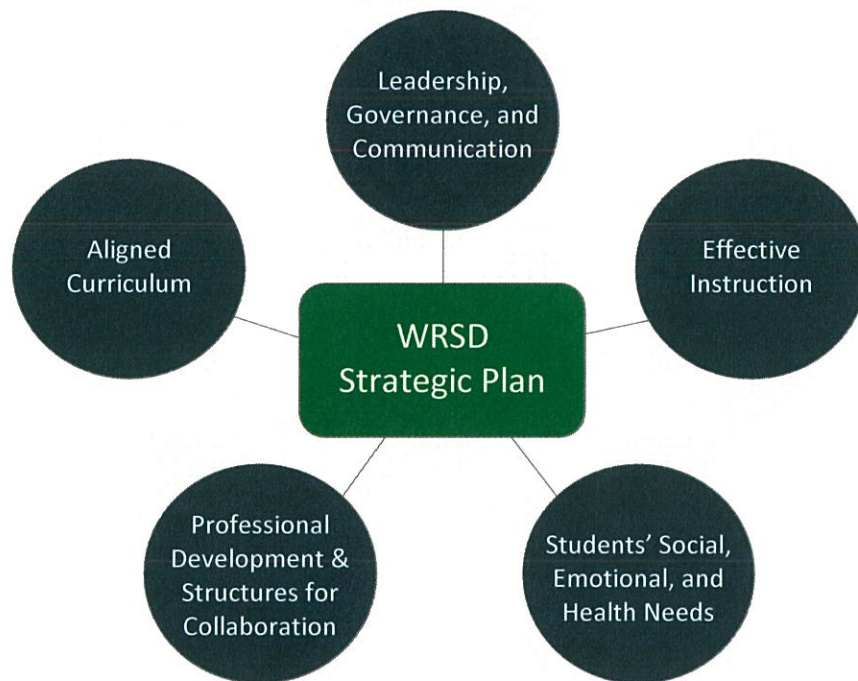 Leadership,
Governance, and
Communication
Aligned
Curriculum
Effective
Instruction
WRSD
Strategic Plan
Professional
Development &
Structures for
Collaboration
Students’ Social,
Emotional, and
Health Needs